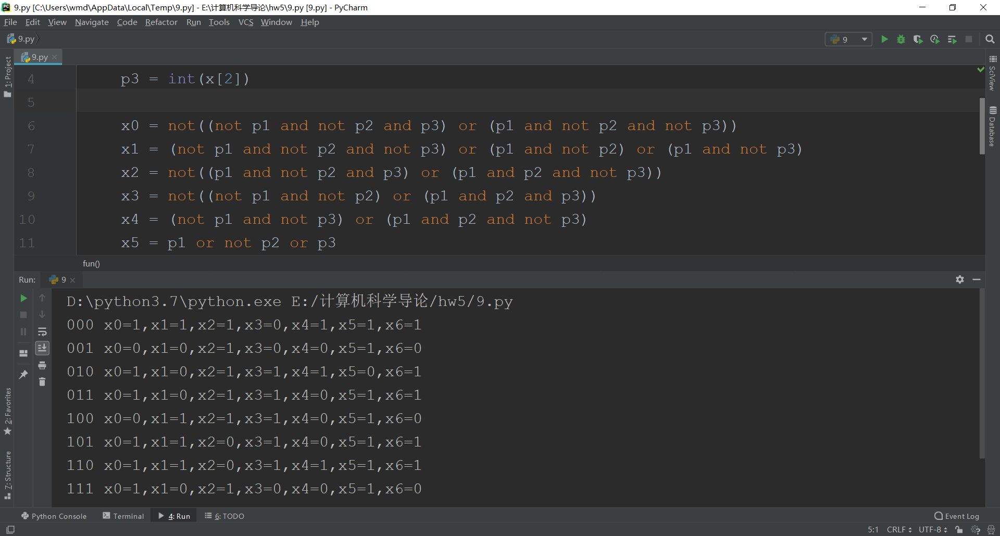 9.py [C:\Users\wmd\AppData\Local\Temp\9.py] - E:\计算机科学导论\hw5\9.py [9.py] - PyCharm
File Edit View Navigate Code Refactor Run Tools VCS Window Help
9.py
9
9.py
1: Project
2: Favorites
7: Structure
SciView
Database
4 p3 = int(x[2])
5
6 x0 = not((not p1 and not p2 and p3) or (p1 and not p2 and not p3))
7 x1 = (not p1 and not p2 and not p3) or (p1 and not p2) or (p1 and not p3)
8 x2 = not((p1 and not p2 and p3) or (p1 and p2 and not p3))
9 x3 = not((not p1 and not p2) or (p1 and p2 and p3))
10 x4 = (not p1 and not p3) or (p1 and p2 and not p3)
11 x5 = p1 or not p2 or p3
fun()
Run: 9
D:\python3.7\python.exe E:/计算机科学导论/hw5/9.py
000 x0=1,x1=1,x2=1,x3=0,x4=1,x5=1,x6=1
001 x0=0,x1=0,x2=1,x3=0,x4=0,x5=1,x6=0
010 x0=1,x1=0,x2=1,x3=1,x4=1,x5=0,x6=1
011 x0=1,x1=0,x2=1,x3=1,x4=0,x5=1,x6=1
100 x0=0,x1=1,x2=1,x3=1,x4=0,x5=1,x6=0
101 x0=1,x1=1,x2=0,x3=1,x4=0,x5=1,x6=1
110 x0=1,x1=1,x2=0,x3=1,x4=1,x5=1,x6=1
111 x0=1,x1=0,x2=1,x3=0,x4=0,x5=1,x6=0
Python Console Terminal 4: Run 6: TODO Event Log
5:1 CRLF UTF-8